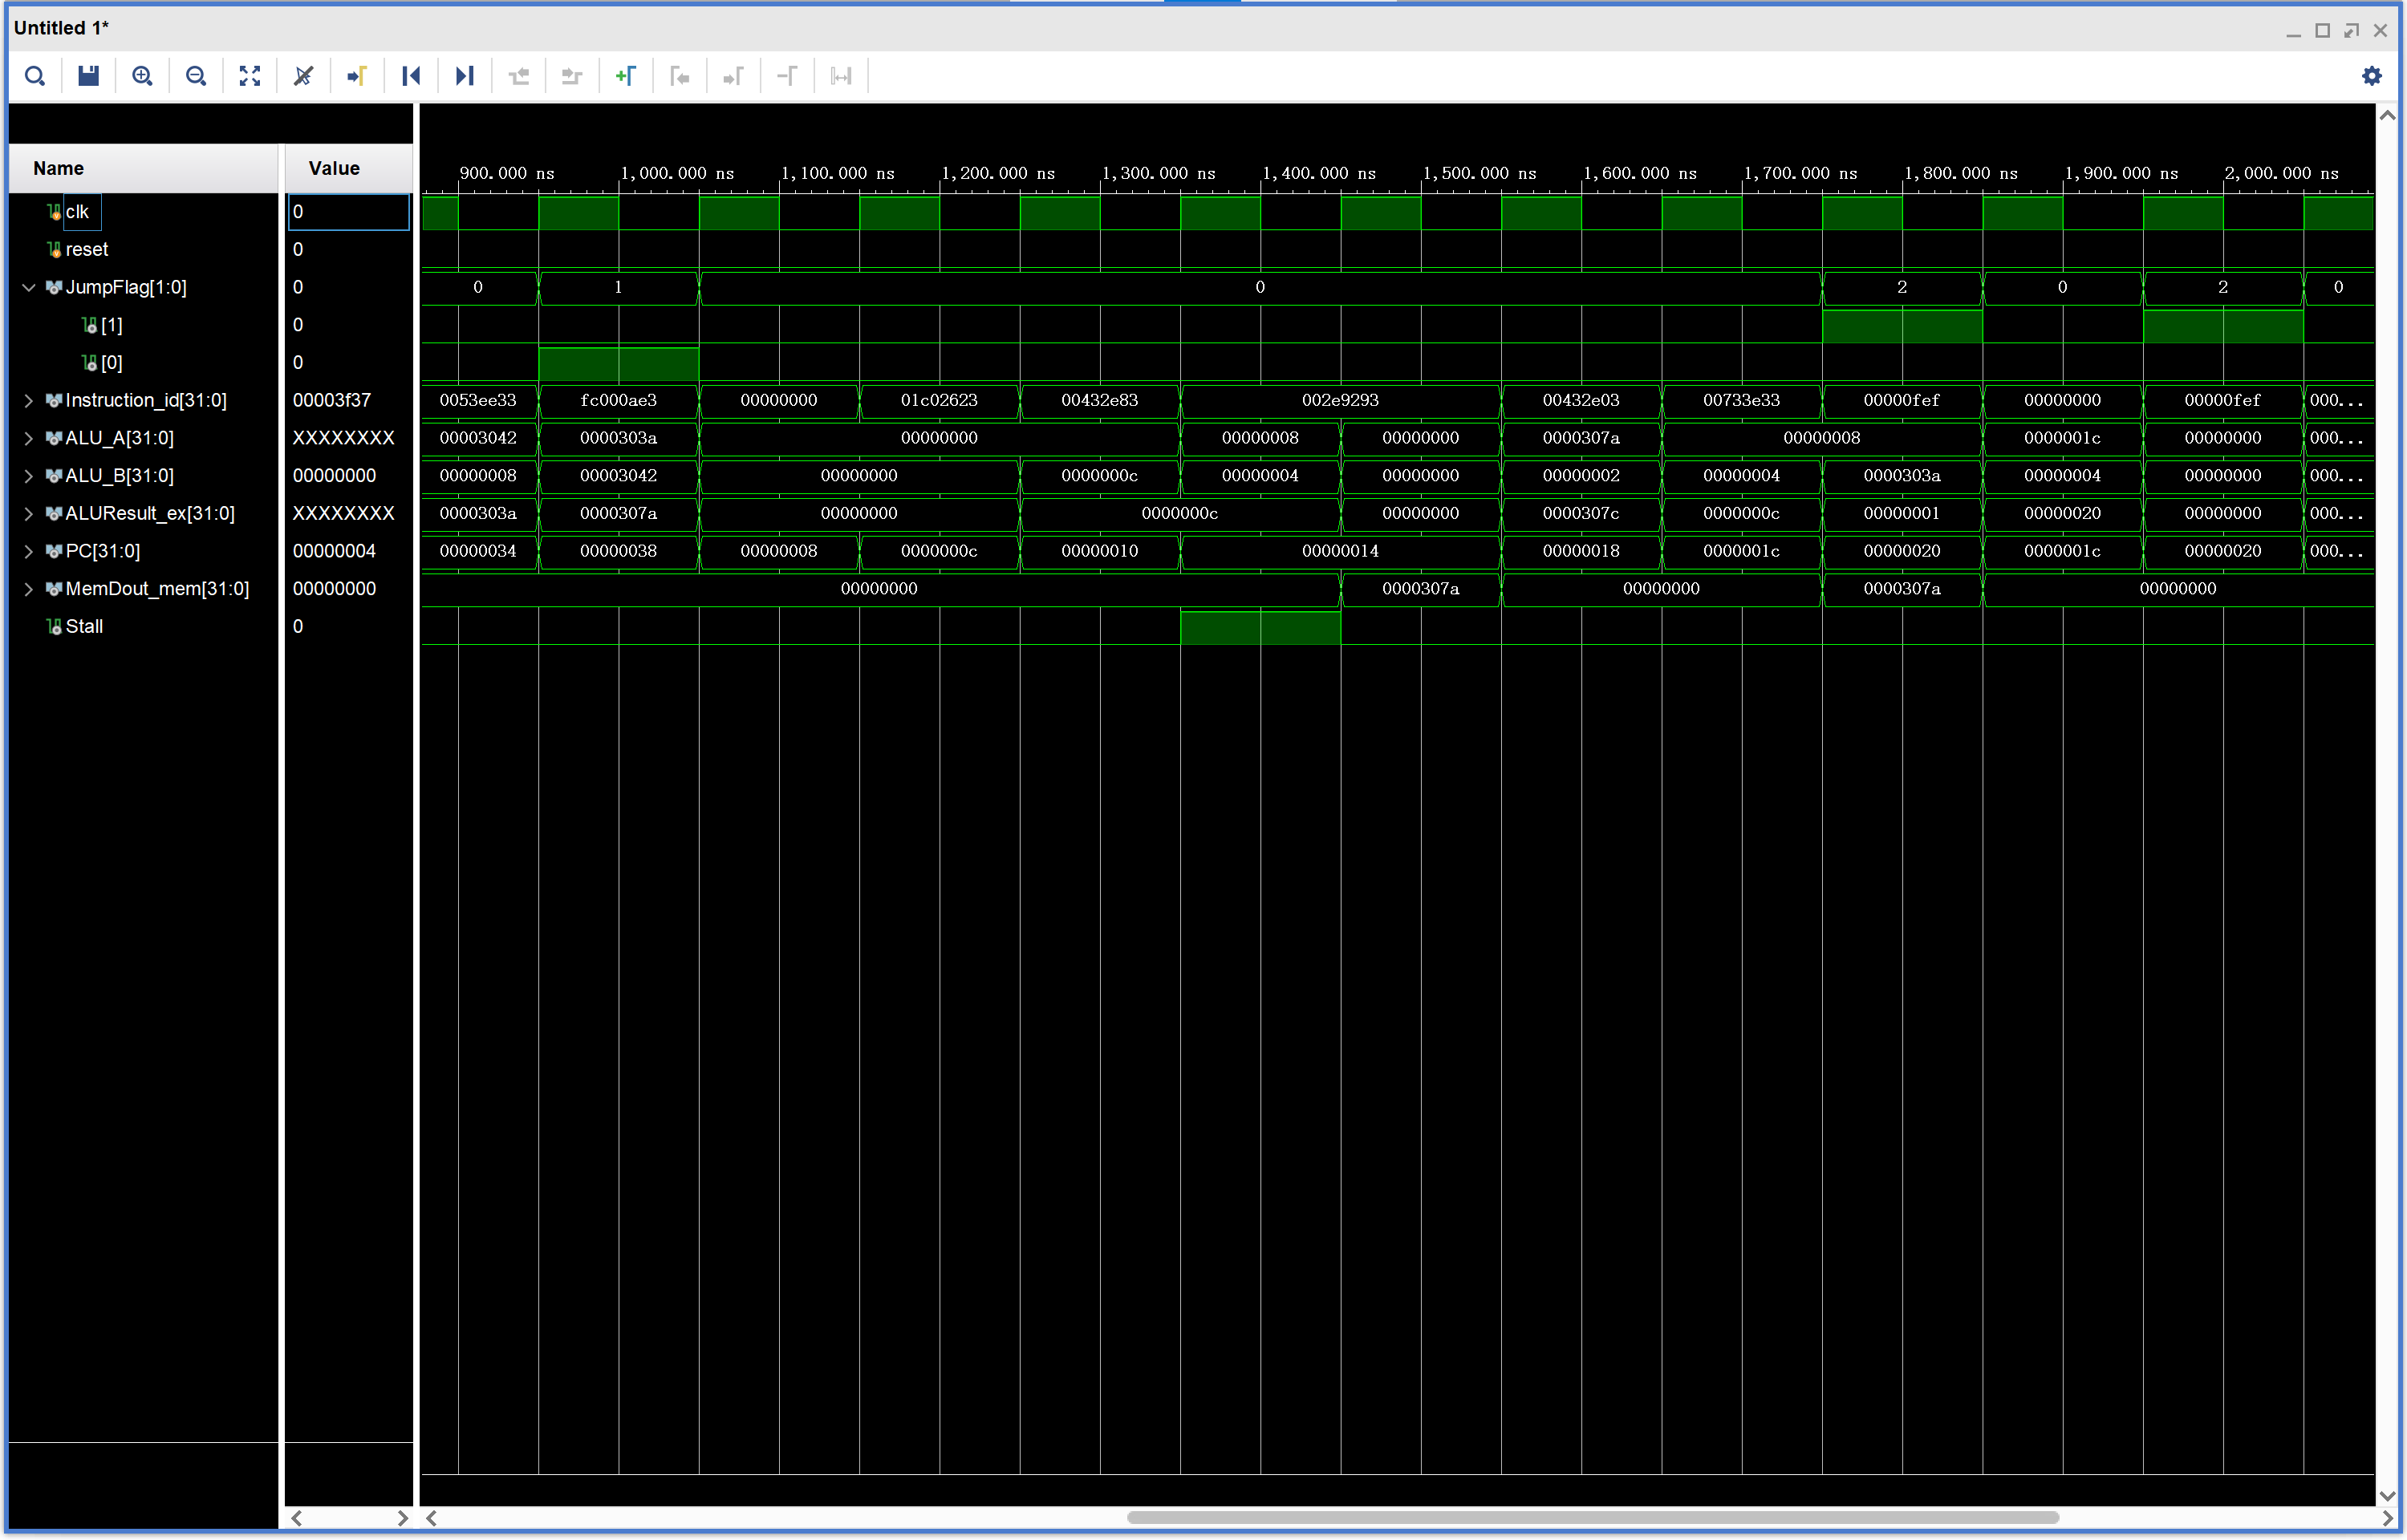 Untitled 1*
Name Value
900.000 ns 1,000.000 ns 1,100.000 ns 1,200.000 ns 1,300.000 ns 1,400.000 ns 1,500.000 ns 1,600.000 ns 1,700.000 ns 1,800.000 ns 1,900.000 ns 2,000.000 ns
clk 0
reset 0
JumpFlag[1:0] 0 0 1 0 2 0 2 0
[1] 0
[0] 0
Instruction_id[31:0] 00003f37 0053ee33 fc000ae3 00000000 01c02623 00432e83 002e9293 00432e03 00733e33 00000fef 00000000 00000fef 000...
ALU_A[31:0] XXXXXXXX 00003042 0000303a 00000000 00000008 00000000 0000307a 00000008 0000001c 00000000 000...
ALU_B[31:0] 00000000 00000008 00003042 00000000 0000000c 00000004 00000000 00000002 00000004 0000303a 00000004 00000000 000...
ALUResult_ex[31:0] XXXXXXXX 0000303a 0000307a 00000000 0000000c 00000000 0000307c 0000000c 00000001 00000020 00000000 000...
PC[31:0] 00000004 00000034 00000038 00000008 0000000c 00000010 00000014 00000018 0000001c 00000020 0000001c 00000020 000...
MemDout_mem[31:0] 00000000 00000000 0000307a 00000000 0000307a 00000000
Stall 0